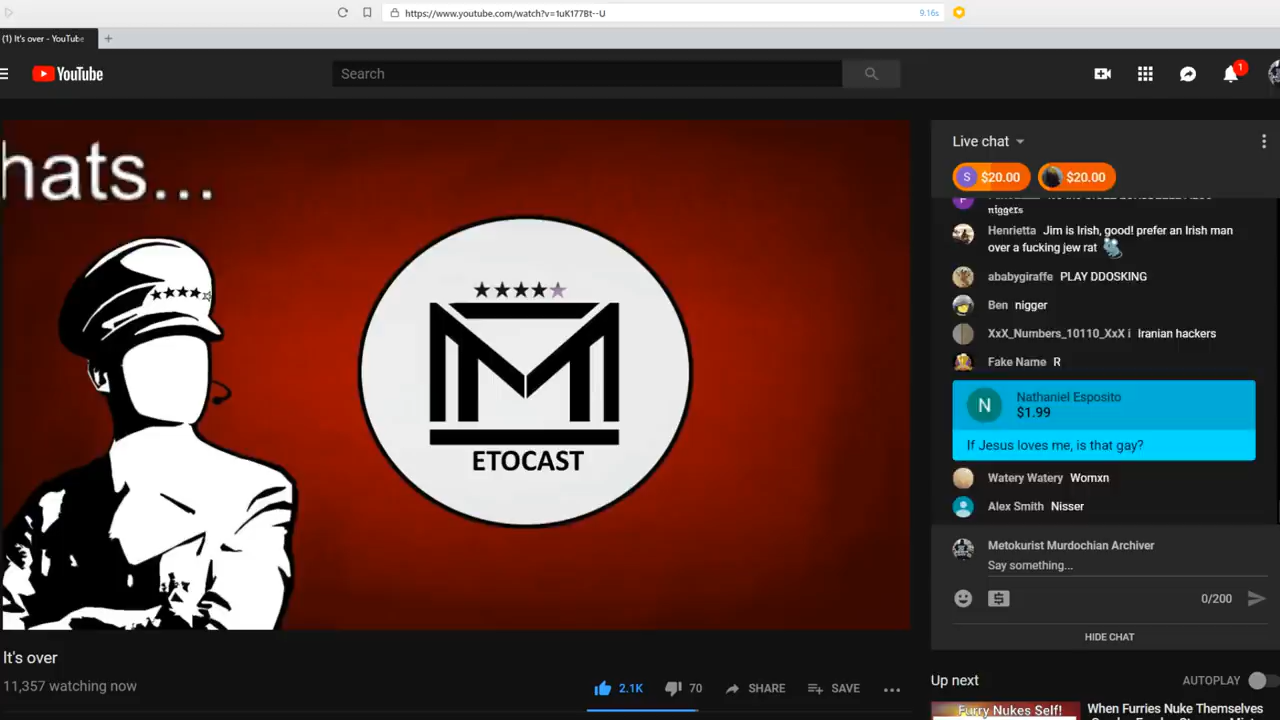 https://www.youtube.com/watch?v=1uK177Bt--U
9.16s
(1) It's over - YouTube
YouTube
Search
1
hats...
ETOCAST
Live chat
S $20.00 $20.00
niggers
Henrietta Jim is Irish, good! prefer an Irish man
over a fucking jew rat
ababygiraffe PLAY DDOSKING
Ben nigger
XxX_Numbers_10110_XxX i Iranian hackers
Fake Name R
N
Nathaniel Esposito
$1.99
If Jesus loves me, is that gay?
Watery Watery Womxn
Alex Smith Nisser
Metokurist Murdochian Archiver
Say something...
0/200
HIDE CHAT
It's over
11,357 watching now
2.1K 70 SHARE SAVE
Up next
AUTOPLAY
Furry Nukes Self!
When Furries Nuke Themselves